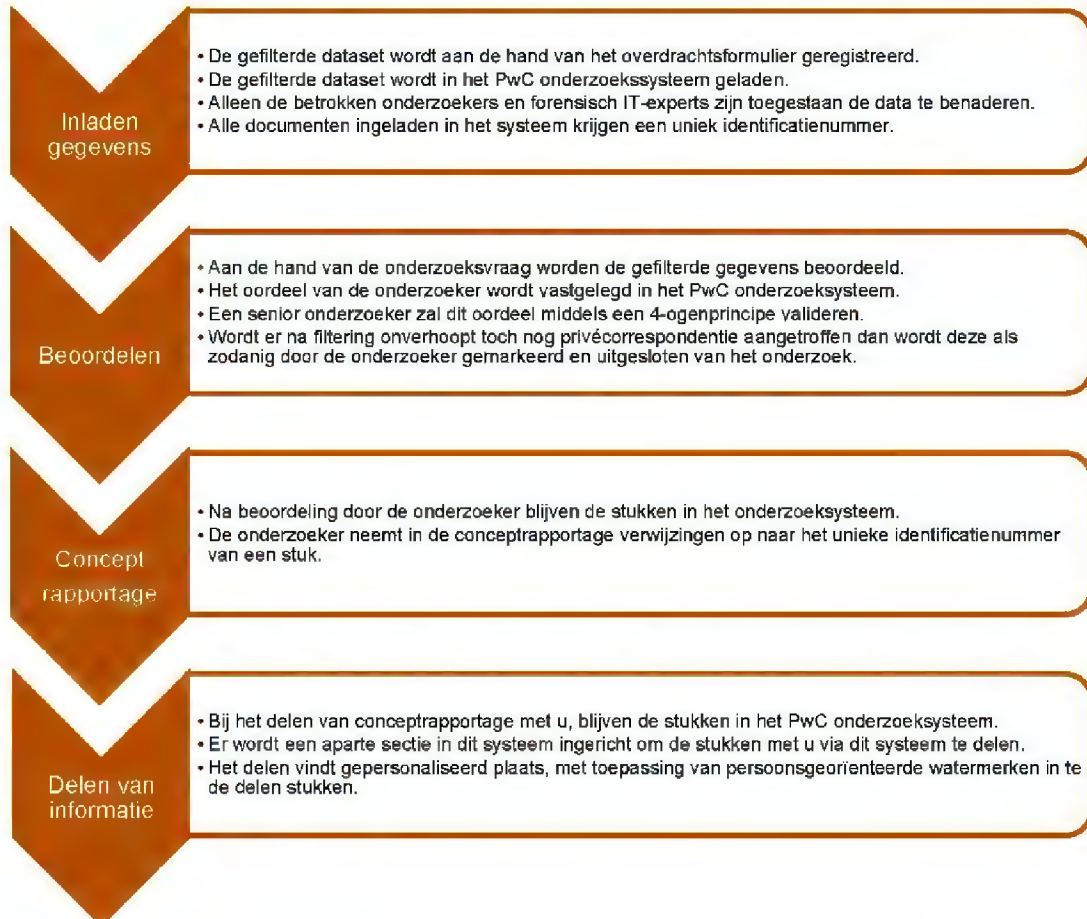 Inladen
gegevens
• De gefilterde dataset wordt aan de hand van het overdrachtsformulier geregistreerd.
• De gefilterde dataset wordt in het PwC onderzoekssysteem geladen.
• Alleen de betrokken onderzoekers en forensisch IT-experts zijn toegestaan de data te benaderen.
• Alle documenten ingeladen in het systeem krijgen een uniek identificatienummer.
Beoordelen
• Aan de hand van de onderzoeksvraag worden de gefilterde gegevens beoordeeld.
• Het oordeel van de onderzoeker wordt vastgelegd in het PwC onderzoeksysteem.
• Een senior onderzoeker zal dit oordeel middels een 4-ogenprincipe valideren.
• Wordt er na filtering onverhoopt toch nog privécorrespondentie aangetroffen dan wordt deze als
zodanig door de onderzoeker gemarkeerd en uitgesloten van het onderzoek.
Concept
rapportage
• Na beoordeling door de onderzoeker blijven de stukken in het onderzoeksysteem.
• De onderzoeker neemt in de conceptrapportage verwijzingen op naar het unieke identificatienummer
van een stuk.
Delen van
informatie
• Bij het delen van conceptrapportage met u, blijven de stukken in het PwC onderzoeksysteem.
• Er wordt een aparte sectie in dit systeem ingericht om de stukken met u via dit systeem te delen.
• Het delen vindt gepersonaliseerd plaats, met toepassing van persoonsgeoriënteerde watermerken in te
de delen stukken.